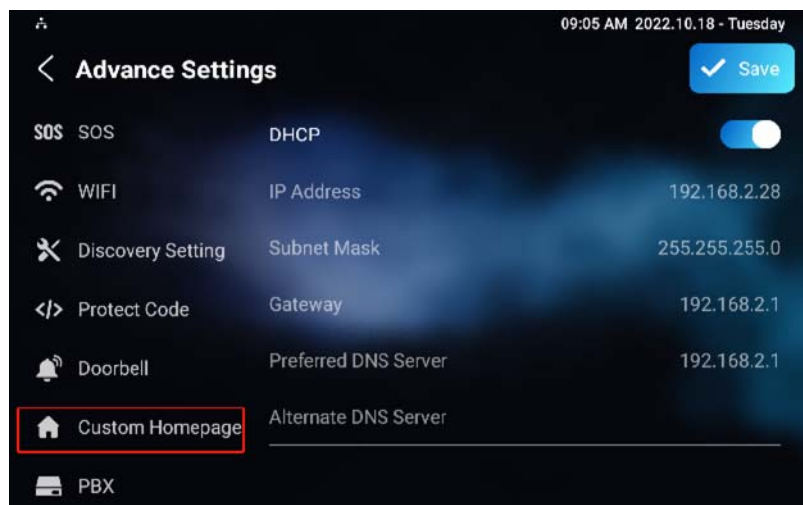 09:05 AM 2022.10.18 - Tuesday
Advance Settings
Save
SOS SOS
DHCP
WIFI
IP Address 192.168.2.28
Discovery Setting
Subnet Mask 255.255.255.0
</> Protect Code
Gateway 192.168.2.1
Doorbell
Preferred DNS Server 192.168.2.1
Custom Homepage
Alternate DNS Server
PBX